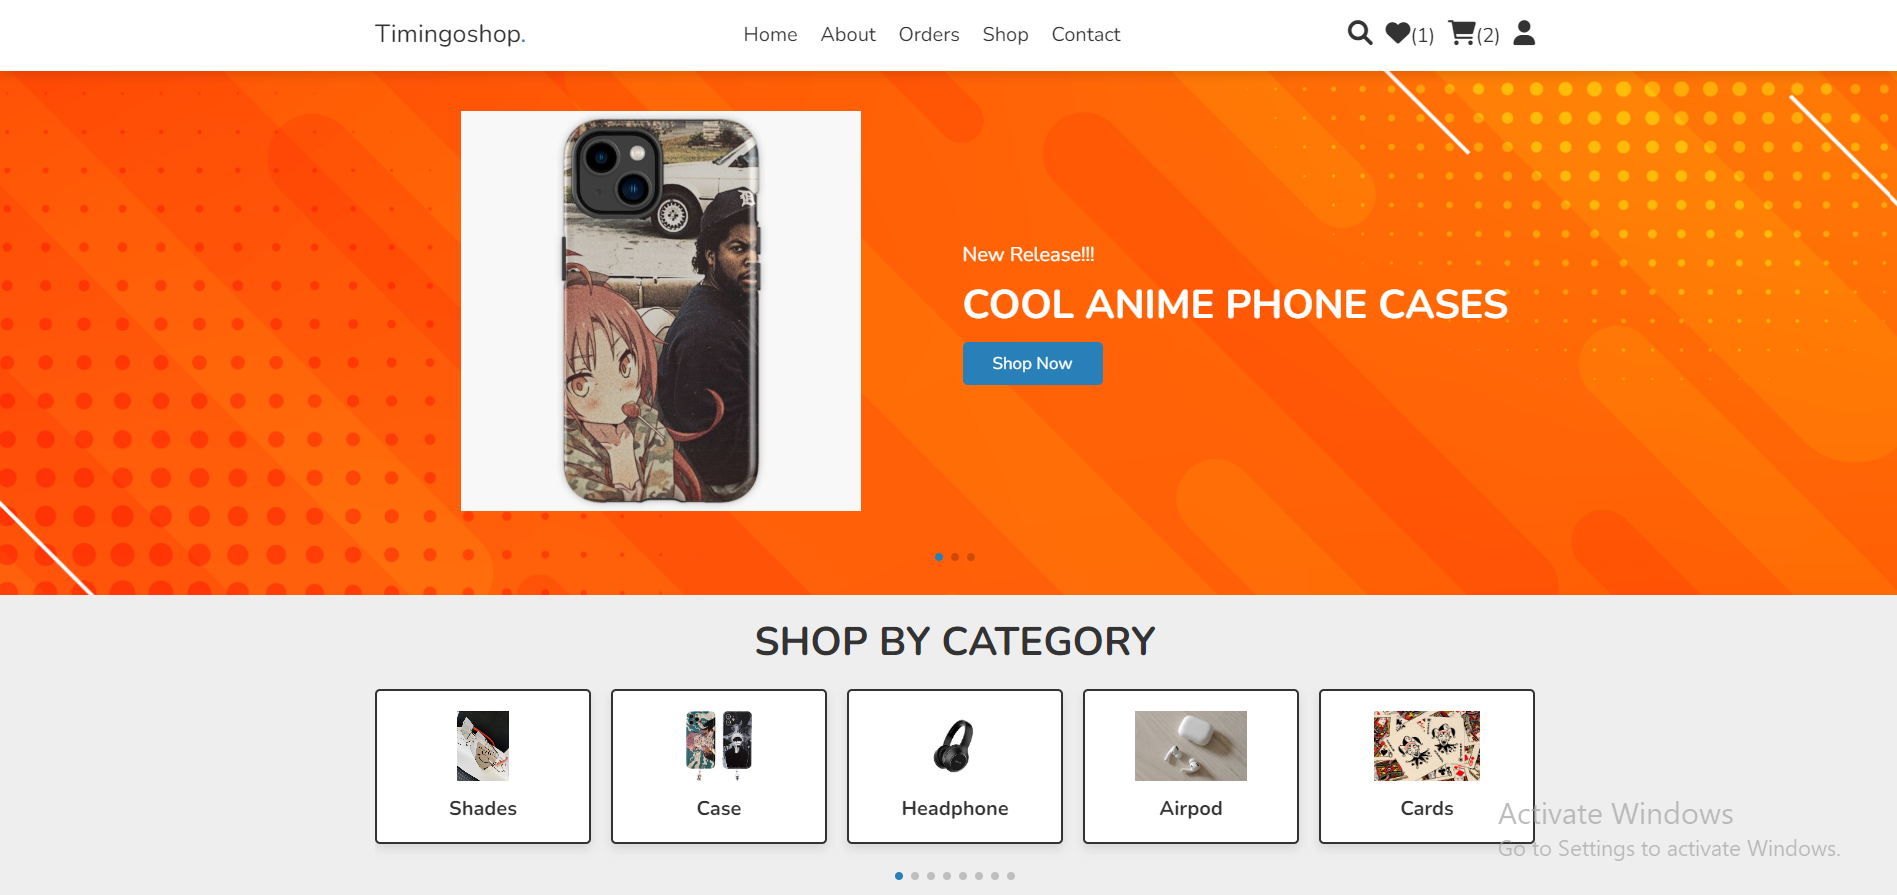 Timingoshop.
Home About Orders Shop Contact
(1) (2)
New Release!!!
COOL ANIME PHONE CASES
Shop Now
SHOP BY CATEGORY
Shades
Case
Headphone
Airpod
Cards
Activate Windows
Go to Settings to activate Windows.